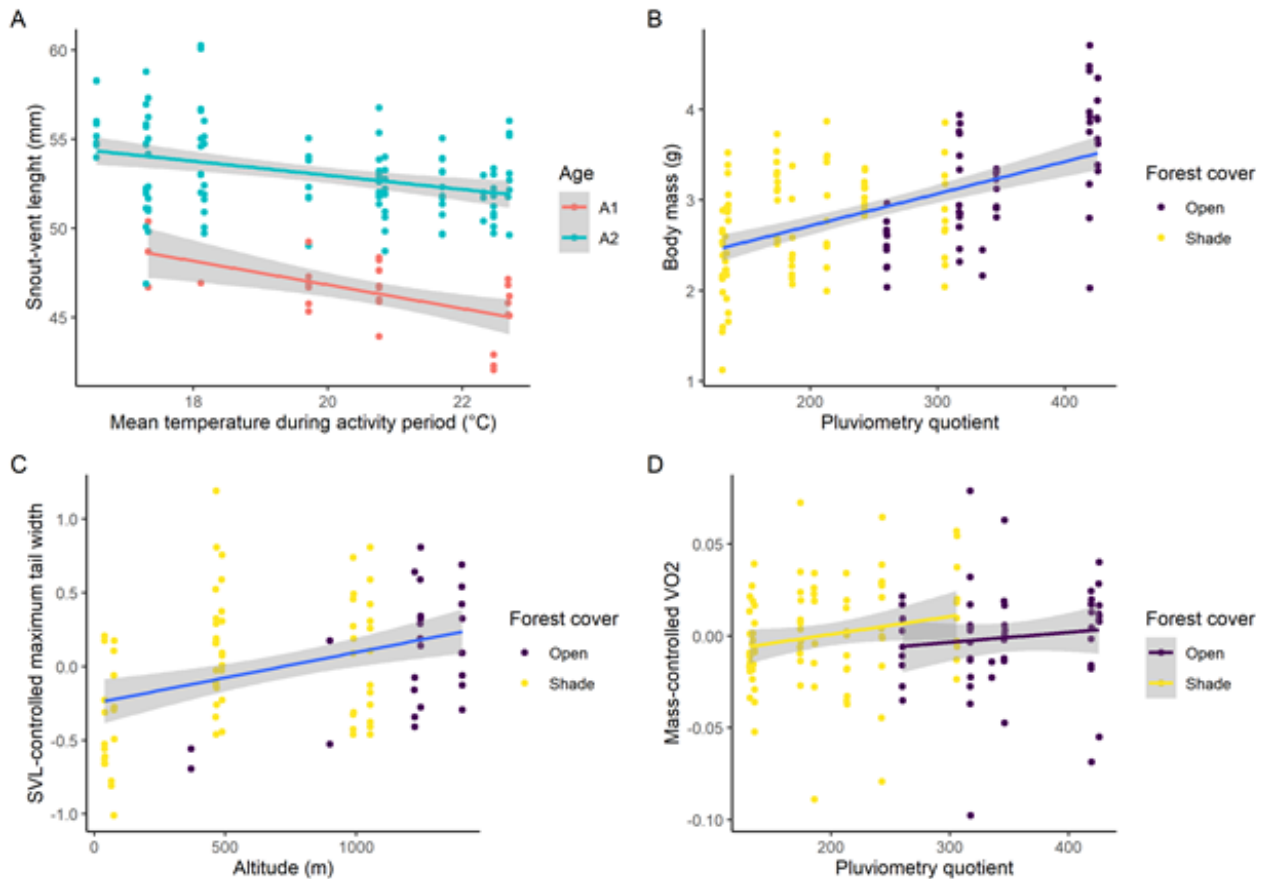 A
60
55
50
45
18
20
22
Snout-vent lenght (mm)
Mean temperature during activity period (°C)
Age
A1
A2
B
4
3
2
1
200
300
400
Body mass (g)
Pluviometry quotient
Forest cover
Open
Shade
C
1.0
0.5
0.0
-0.5
-1.0
0
500
1000
SVL-controlled maximum tail width
Altitude (m)
Forest cover
Open
Shade
D
0.05
0.00
-0.05
-0.10
200
300
400
Mass-controlled VO2
Pluviometry quotient
Forest cover
Open
Shade